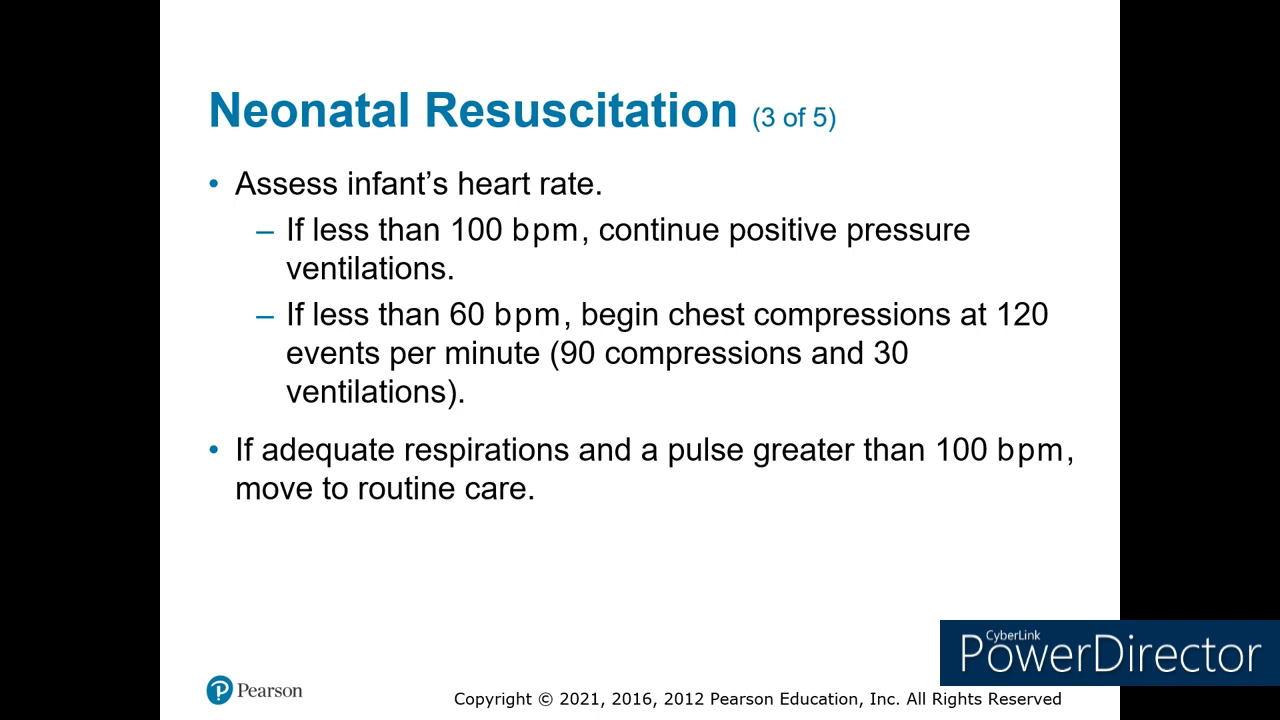 Neonatal Resuscitation (3 of 5)
• Assess infant’s heart rate.
– If less than 100 bpm, continue positive pressure
ventilations.
– If less than 60 bpm, begin chest compressions at 120
events per minute (90 compressions and 30
ventilations).
• If adequate respirations and a pulse greater than 100 bpm,
move to routine care.
CyberLink
PowerDirector
P Pearson
Copyright © 2021, 2016, 2012 Pearson Education, Inc. All Rights Reserved